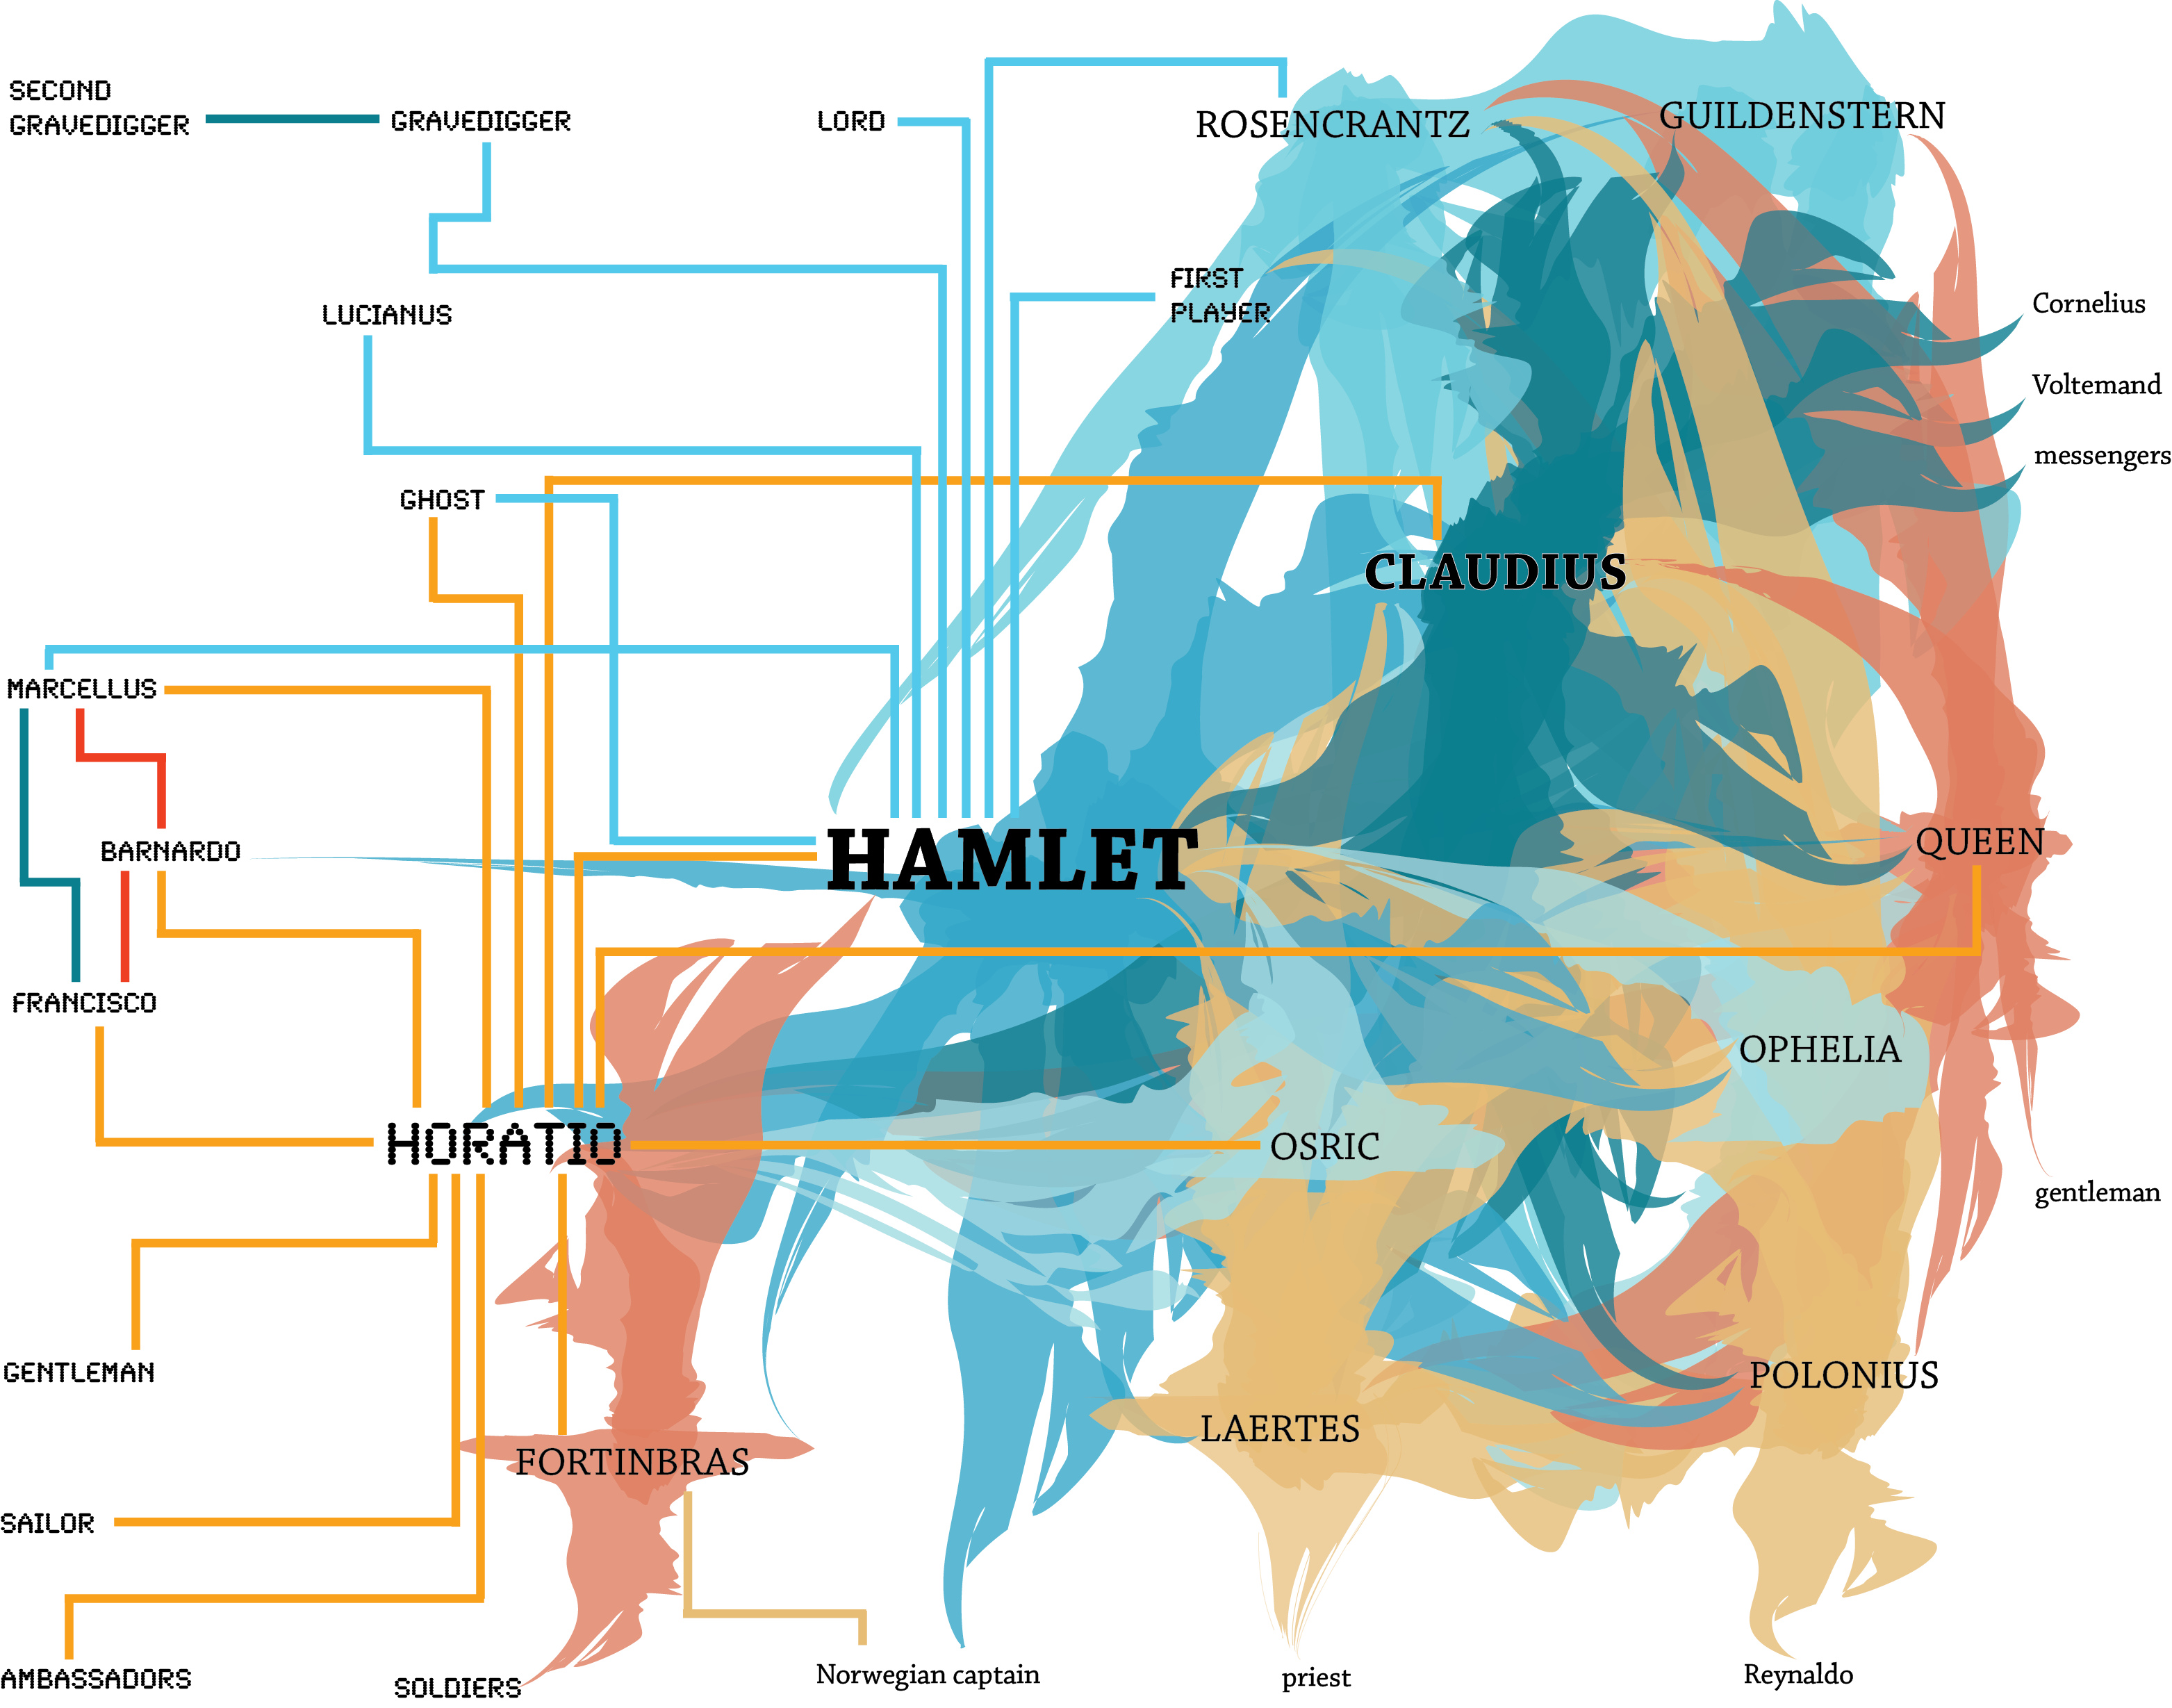 SECOND
GRAVEDIGGER
GRAVEDIGGER
LORD
ROSENCRANTZ
GUILDENSTERN
FIRST
PLAYER
LUCIANUS
Cornelius
Voltemand
messengers
GHOST
CLAUDIUS
MARCELLUS
BARNARDO
HAMLET
QUEEN
FRANCISCO
OPHELIA
HORATIO
OSRIC
gentleman
GENTLEMAN
POLONIUS
LAERTES
FORTINBRAS
SAILOR
AMBASSADORS
SOLDIERS
Norwegian captain
priest
Reynaldo